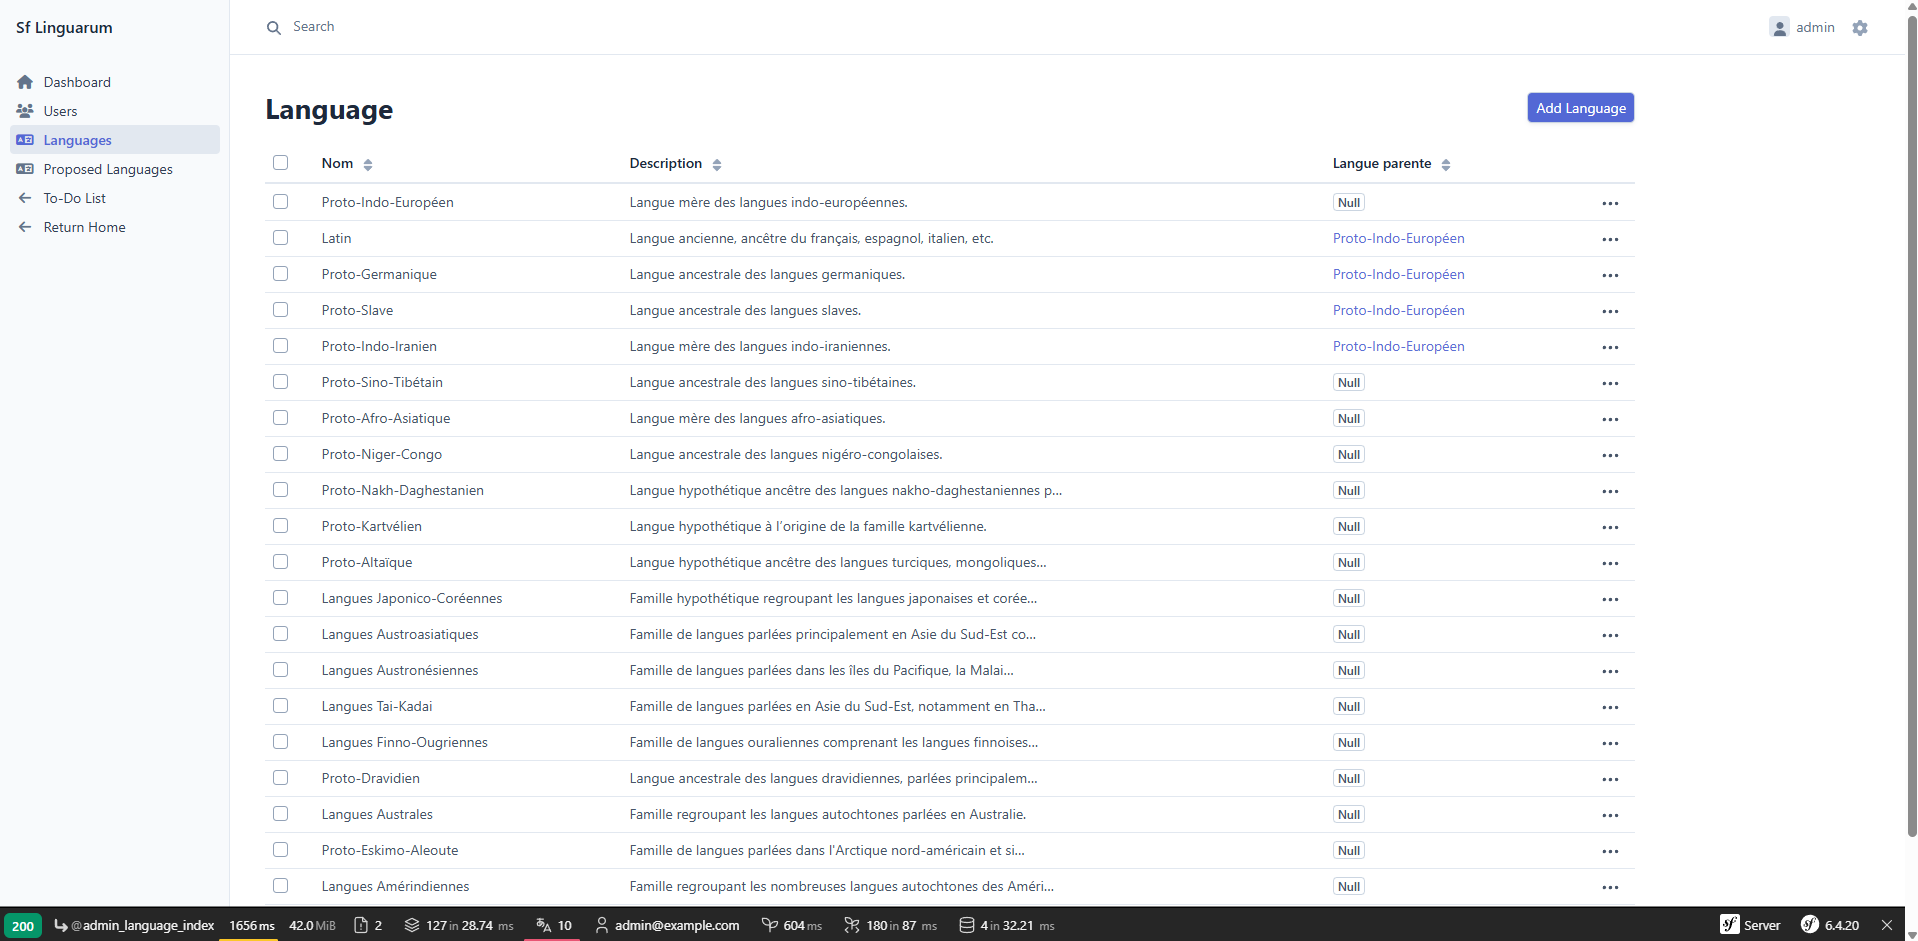 Sf Linguarum
Search
admin
Dashboard
Users
Languages
Proposed Languages
To-Do List
Return Home
Language
Add Language
Nom Description Langue parente
Proto-Indo-Européen Langue mère des langues indo-européennes. Null
Latin Langue ancienne, ancêtre du français, espagnol, italien, etc. Proto-Indo-Européen
Proto-Germanique Langue ancestrale des langues germaniques. Proto-Indo-Européen
Proto-Slave Langue ancestrale des langues slaves. Proto-Indo-Européen
Proto-Indo-Iranien Langue mère des langues indo-iraniennes. Proto-Indo-Européen
Proto-Sino-Tibétain Langue ancestrale des langues sino-tibétaines. Null
Proto-Afro-Asiatique Langue mère des langues afro-asiatiques. Null
Proto-Niger-Congo Langue ancestrale des langues nigéro-congolaises. Null
Proto-Nakh-Daghestanien Langue hypothétique ancêtre des langues nakho-daghestaniennes p... Null
Proto-Kartvélien Langue hypothétique à l’origine de la famille kartvélienne. Null
Proto-Altaïque Langue hypothétique ancêtre des langues turciques, mongoliques... Null
Langues Japonico-Coréennes Famille hypothétique regroupant les langues japonaises et corée... Null
Langues Austroasiatiques Famille de langues parlées principalement en Asie du Sud-Est co... Null
Langues Austronésiennes Famille de langues parlées dans les îles du Pacifique, la Malai... Null
Langues Tai-Kadai Famille de langues parlées en Asie du Sud-Est, notamment en Tha... Null
Langues Finno-Ougriennes Famille de langues ouraliennes comprenant les langues finnoises... Null
Proto-Dravidien Langue ancestrale des langues dravidiennes, parlées principalem... Null
Langues Australes Famille regroupant les langues autochtones parlées en Australie. Null
Proto-Eskimo-Aleoute Famille de langues parlées dans l'Arctique nord-américain et si... Null
Langues Amérindiennes Famille regroupant les nombreuses langues autochtones des Améri... Null
200 @admin_language_index 1656 ms 42.0 MiB 2 127 in 28.74 ms 10 admin@example.com 604 ms 180 in 87 ms 4 in 32.21 ms Server 6.4.20